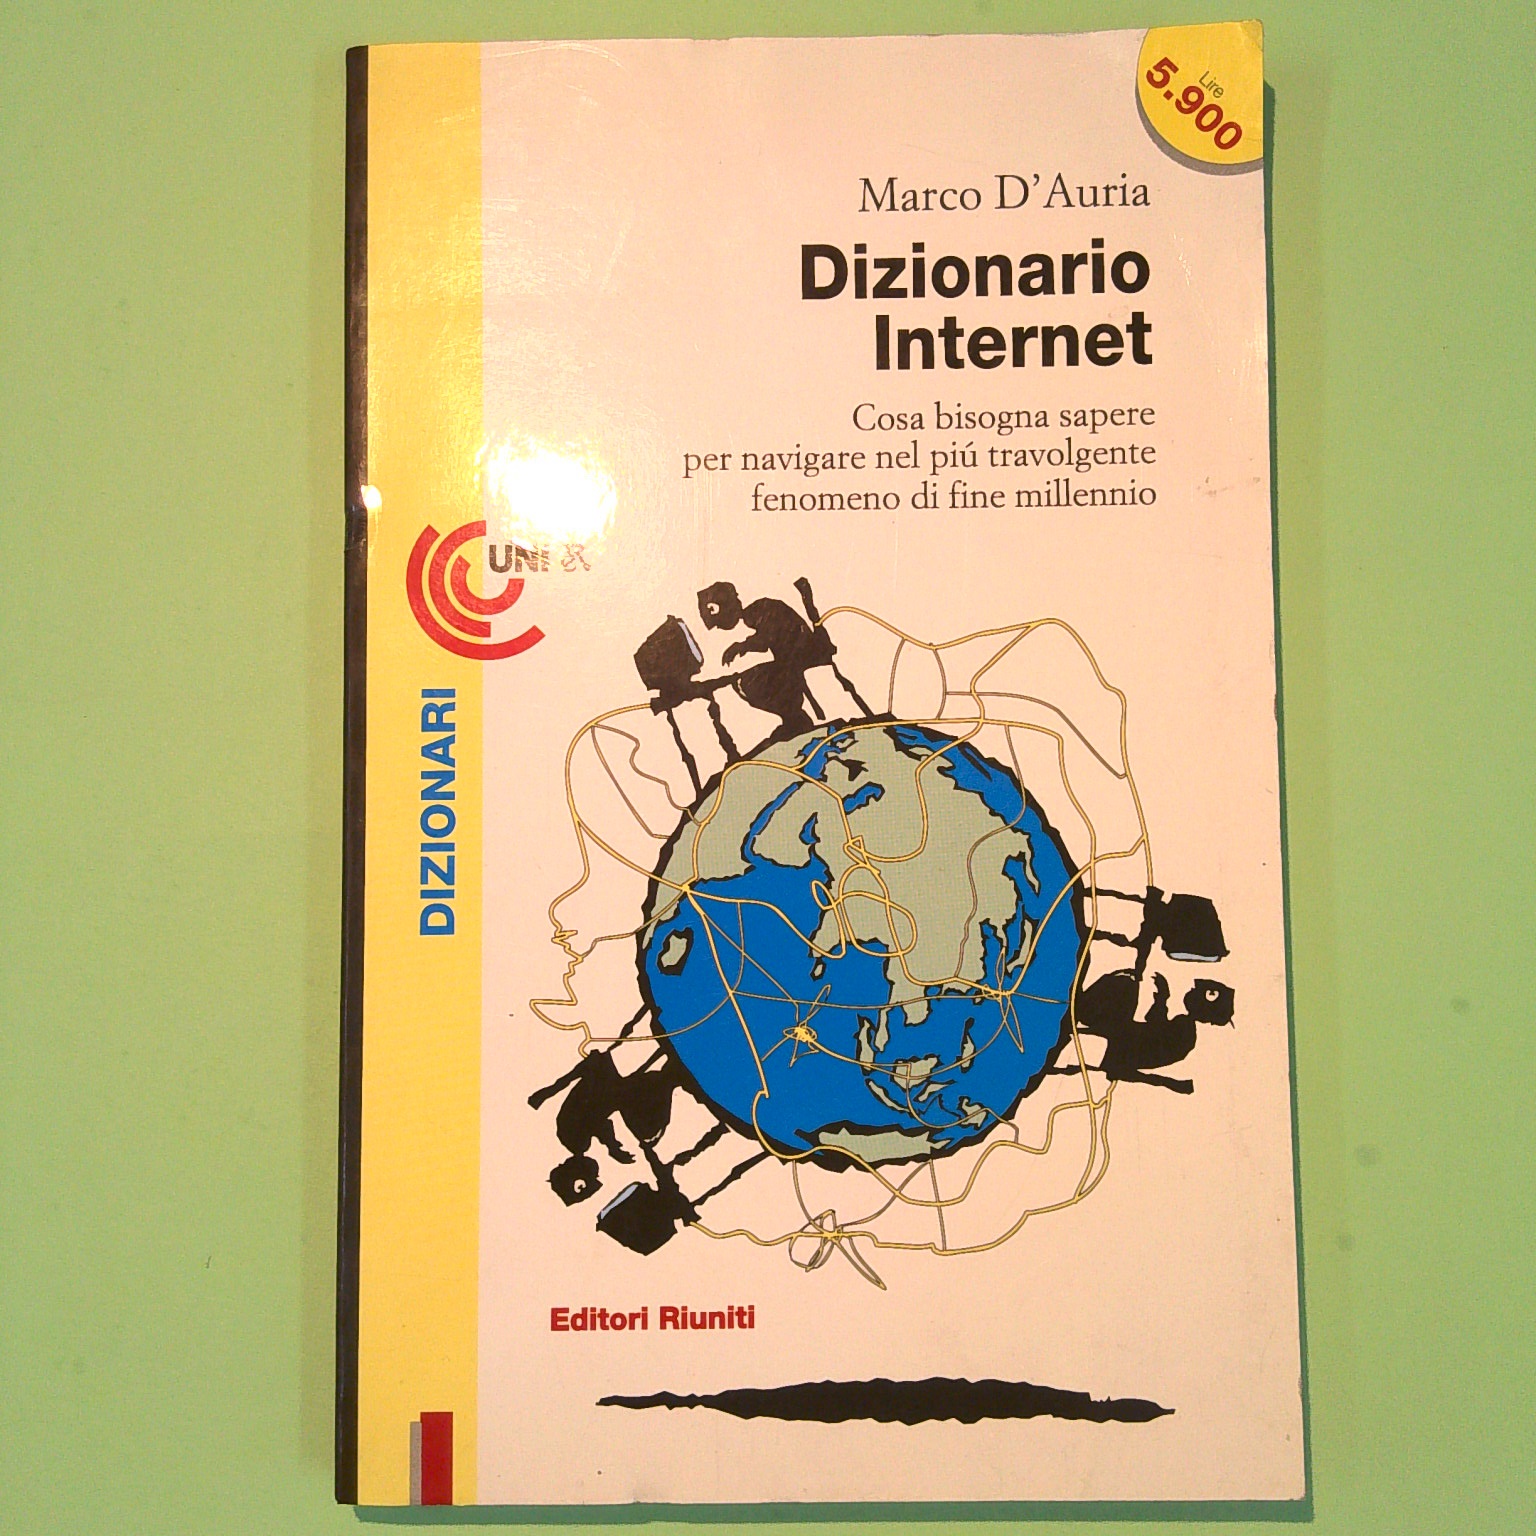 Lire
5.900
Marco D'Auria
Dizionario
Internet
Cosa bisogna sapere
per navigare nel piú travolgente
fenomeno di fine millennio
DIZIONARI
Editori Riuniti